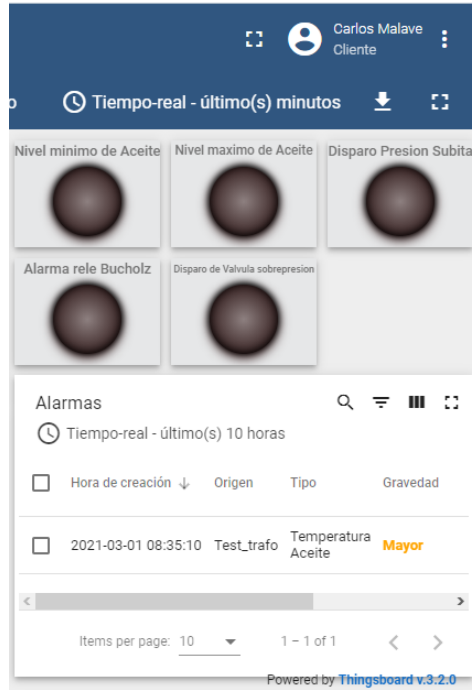 Carlos Malave
Cliente
o Tiempo-real - último(s) minutos
Nivel minimo de Aceite Nivel maximo de Aceite Disparo Presion Subita
Alarma rele Bucholz Disparo de Valvula sobrepresion
Alarmas
Tiempo-real - último(s) 10 horas
Hora de creación Origen Tipo Gravedad
2021-03-01 08:35:10 Test_trafo Temperatura Aceite Mayor
Items per page: 10 1 – 1 of 1
Powered by Thingsboard v.3.2.0